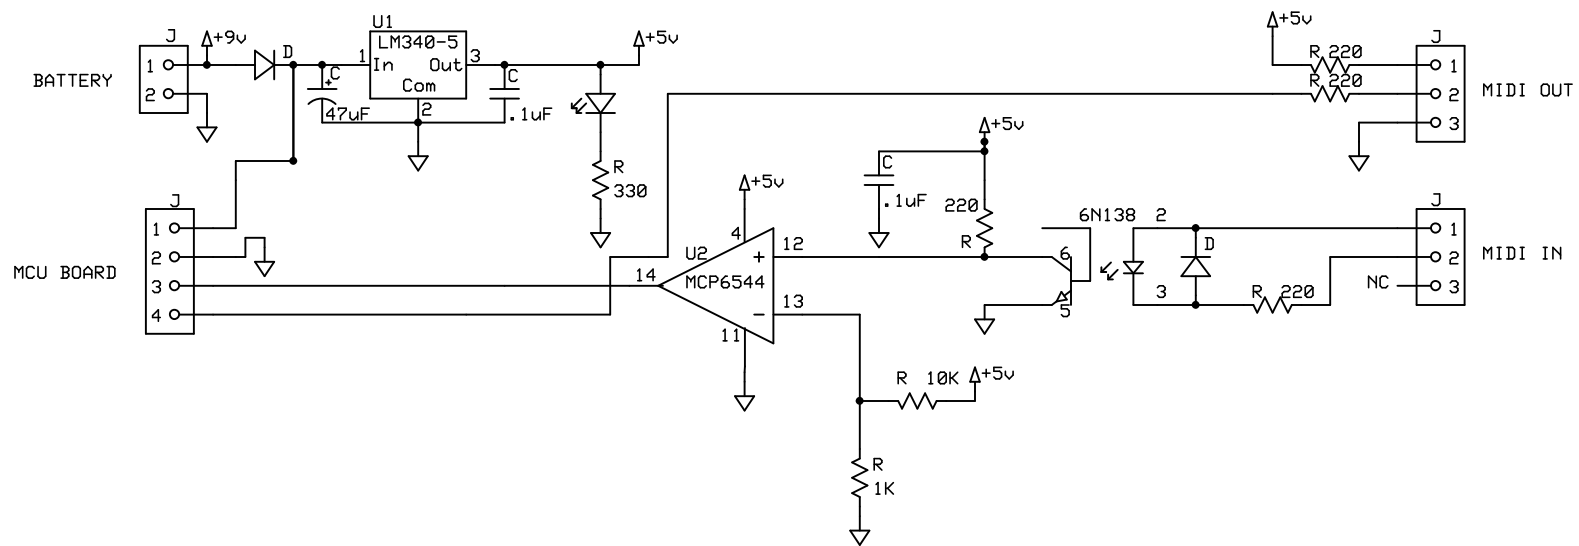 BATTERY
J
1
2
+9v
D
C
+
47uF
U1
LM340-5
1
In
Out
3
Com
2
C
.1uF
+5v
R
330
MCU BOARD
J
1
2
3
4
+5v
4
U2
MCP6544
14
+
12
-
13
11
C
.1uF
+5v
220
R
6N138
2
6
5
3
D
R 220
NC
J
1
2
3
MIDI IN
+5v
R 220
R 220
J
1
2
3
MIDI OUT
R 10K
+5v
R
1K